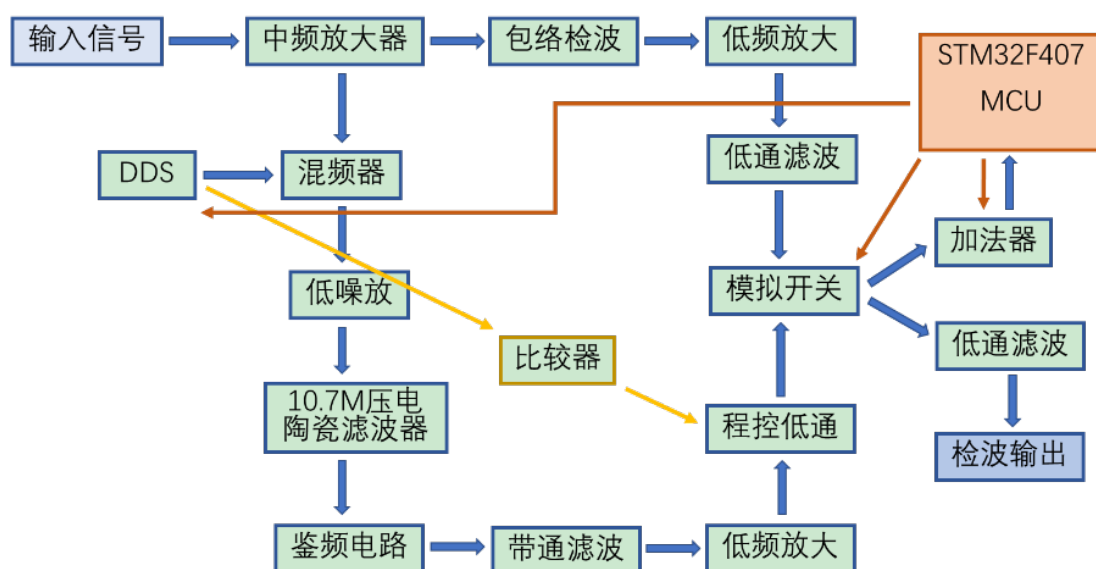 输入信号
中频放大器
包络检波
低频放大
STM32F407
MCU
DDS
混频器
低通滤波
加法器
低噪放
模拟开关
比较器
低通滤波
10.7M压电
陶瓷滤波器
程控低通
检波输出
鉴频电路
带通滤波
低频放大